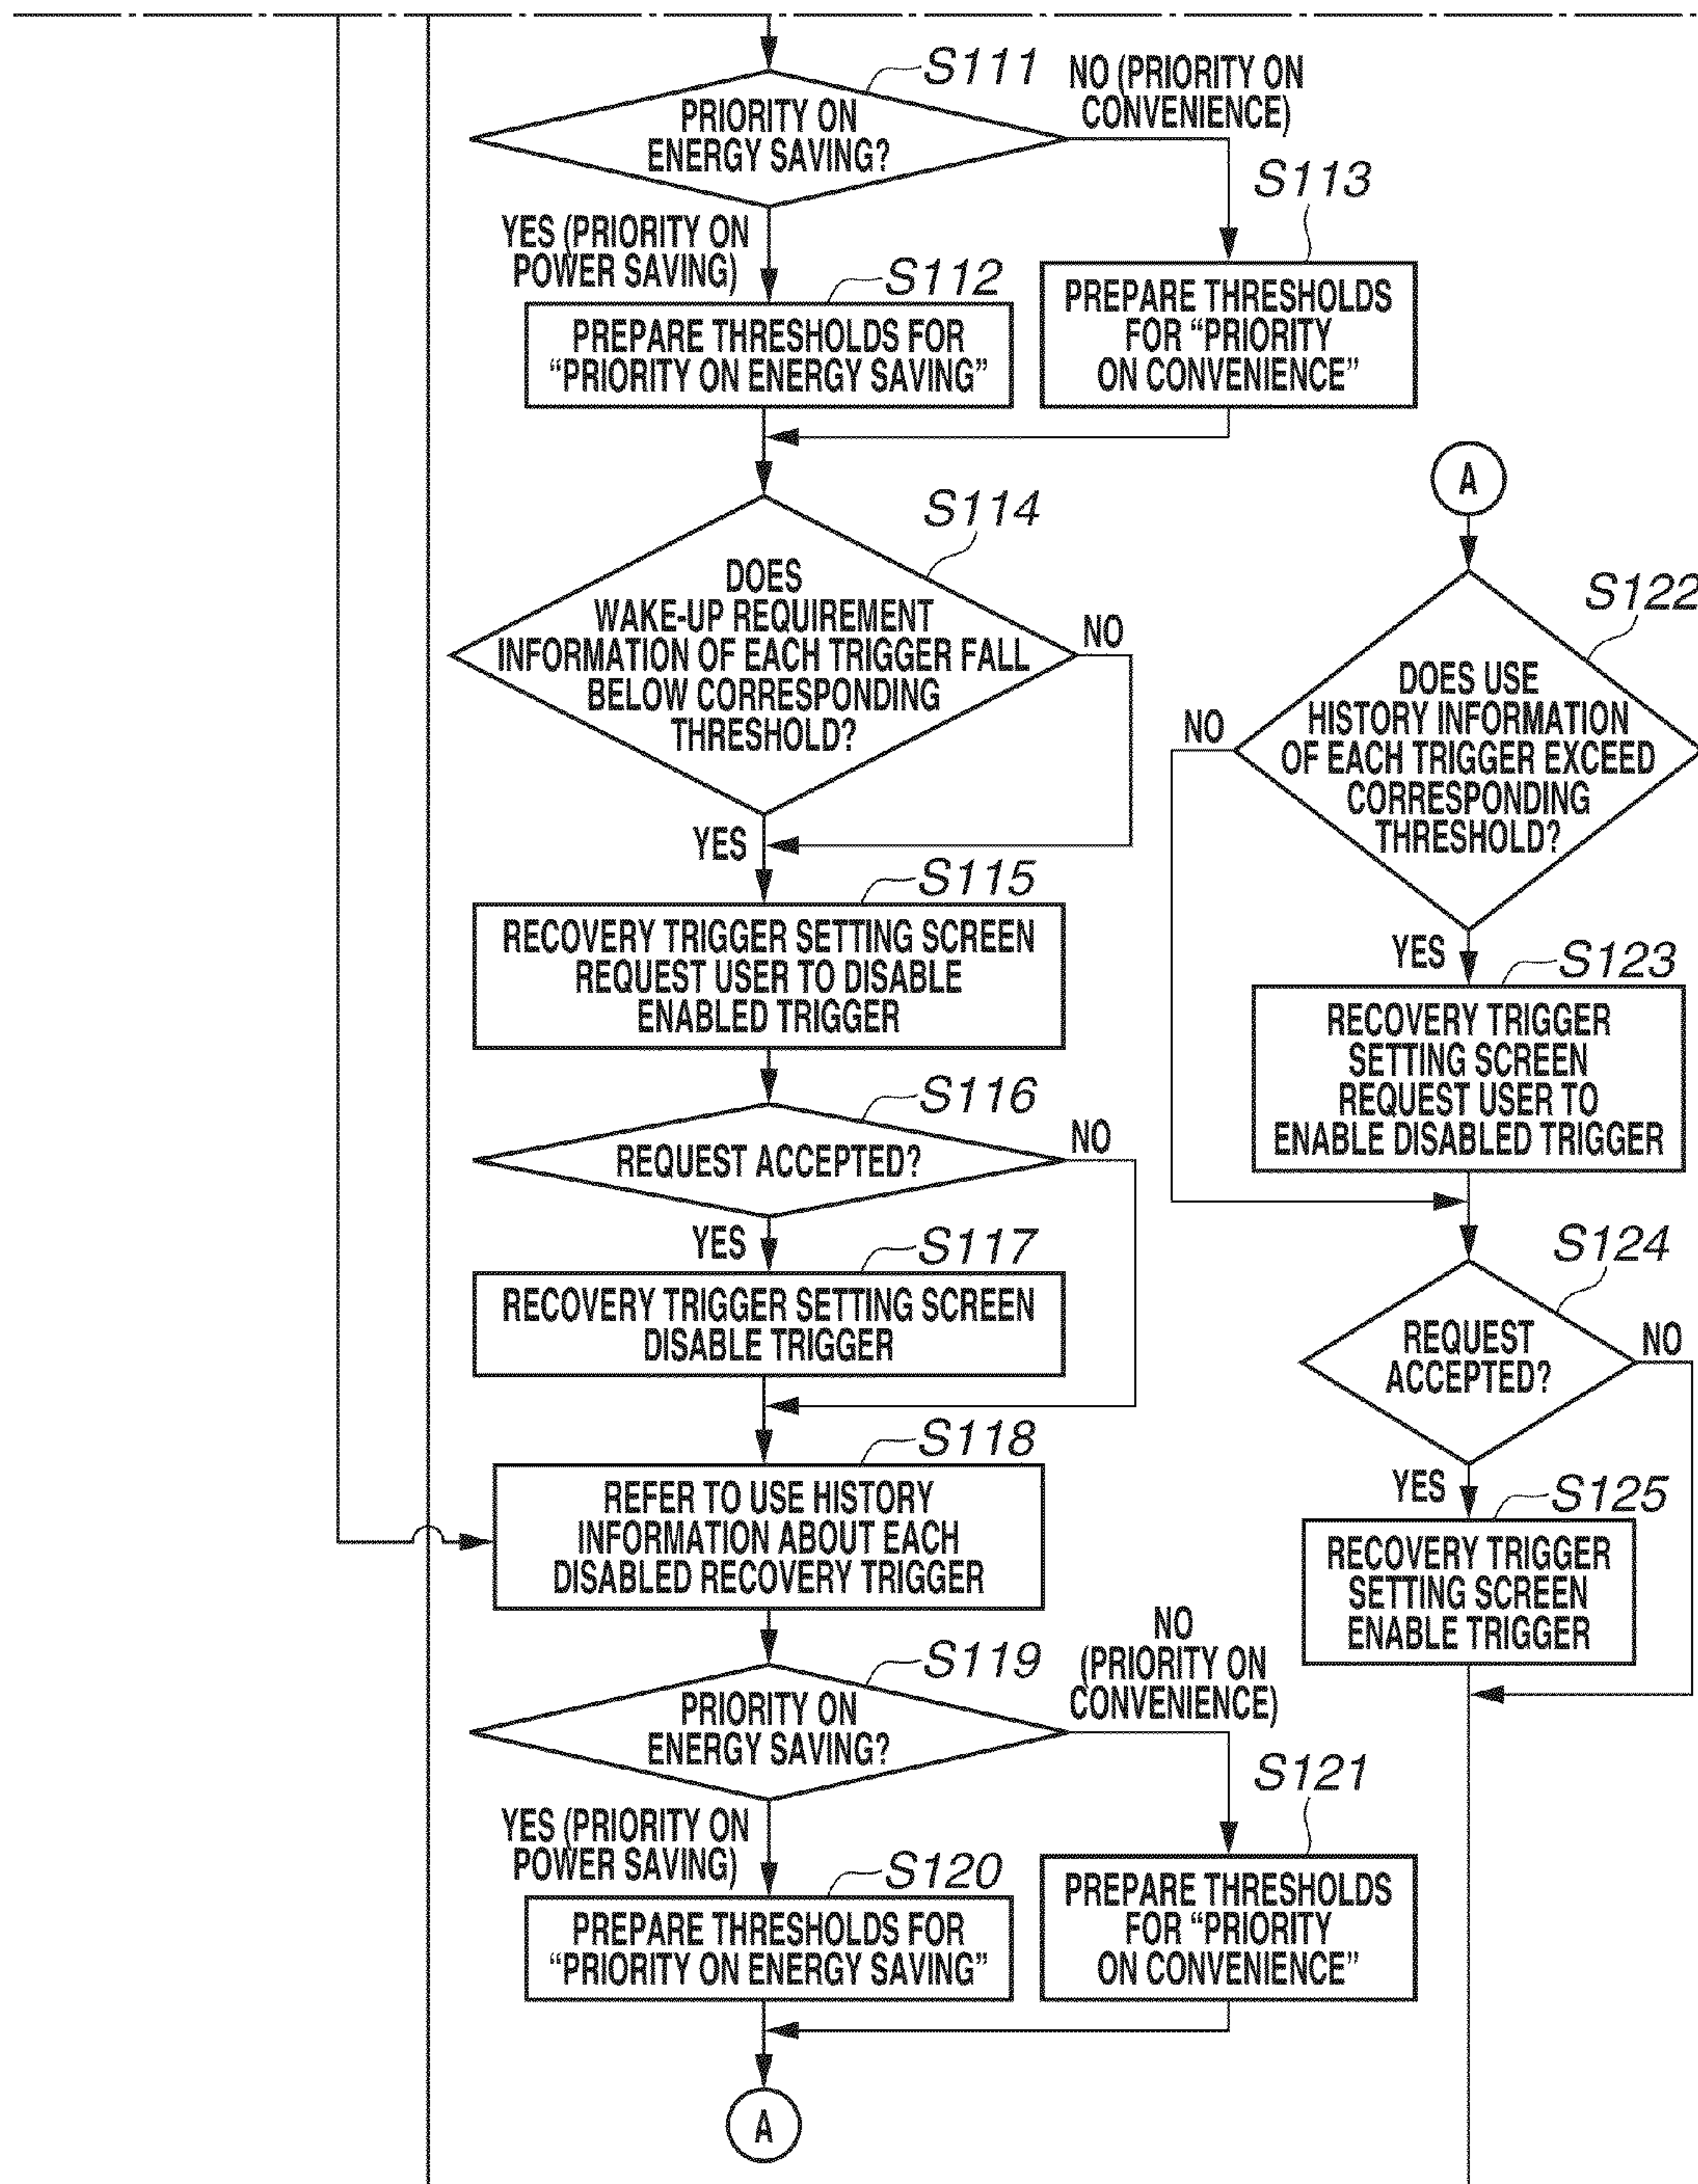 S111
NO (PRIORITY ON
CONVENIENCE)
PRIORITY ON
ENERGY SAVING?
S113
YES (PRIORITY ON
POWER SAVING)
S112
PREPARE THRESHOLDS
FOR “PRIORITY
ON CONVENIENCE”
PREPARE THRESHOLDS FOR
“PRIORITY ON ENERGY SAVING”
S114
DOES
WAKE-UP REQUIREMENT
INFORMATION OF EACH TRIGGER FALL
BELOW CORRESPONDING
THRESHOLD?
NO
YES
S115
RECOVERY TRIGGER SETTING SCREEN
REQUEST USER TO DISABLE
ENABLED TRIGGER
S116
REQUEST ACCEPTED?
NO
YES
S117
RECOVERY TRIGGER SETTING SCREEN
DISABLE TRIGGER
S118
REFER TO USE HISTORY
INFORMATION ABOUT EACH
DISABLED RECOVERY TRIGGER
S119
NO
(PRIORITY ON
CONVENIENCE)
PRIORITY ON
ENERGY SAVING?
S121
YES (PRIORITY ON
POWER SAVING)
S120
PREPARE THRESHOLDS
FOR “PRIORITY
ON CONVENIENCE”
PREPARE THRESHOLDS FOR
“PRIORITY ON ENERGY SAVING”
A
A
S122
DOES USE
HISTORY INFORMATION
OF EACH TRIGGER EXCEED
CORRESPONDING
THRESHOLD?
NO
YES
S123
RECOVERY TRIGGER
SETTING SCREEN
REQUEST USER TO
ENABLE DISABLED TRIGGER
S124
REQUEST
ACCEPTED?
NO
YES
S125
RECOVERY TRIGGER
SETTING SCREEN
ENABLE TRIGGER